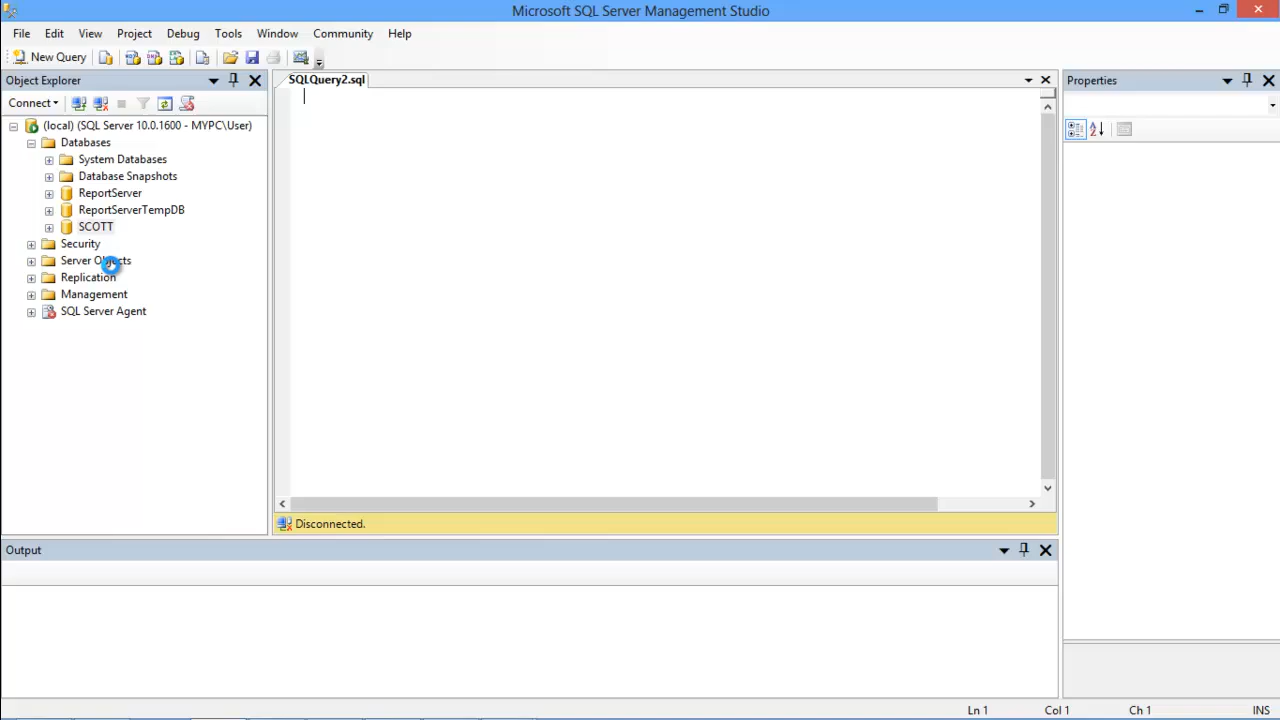 Microsoft SQL Server Management Studio
File Edit View Project Debug Tools Window Community Help
New Query
Object Explorer
Connect
(local) (SQL Server 10.0.1600 - MYPC\User)
Databases
System Databases
Database Snapshots
ReportServer
ReportServerTempDB
SCOTT
Security
Server Objects
Replication
Management
SQL Server Agent
SQLQuery2.sql
Disconnected.
Properties
Output
Ln 1 Col 1 Ch 1 INS